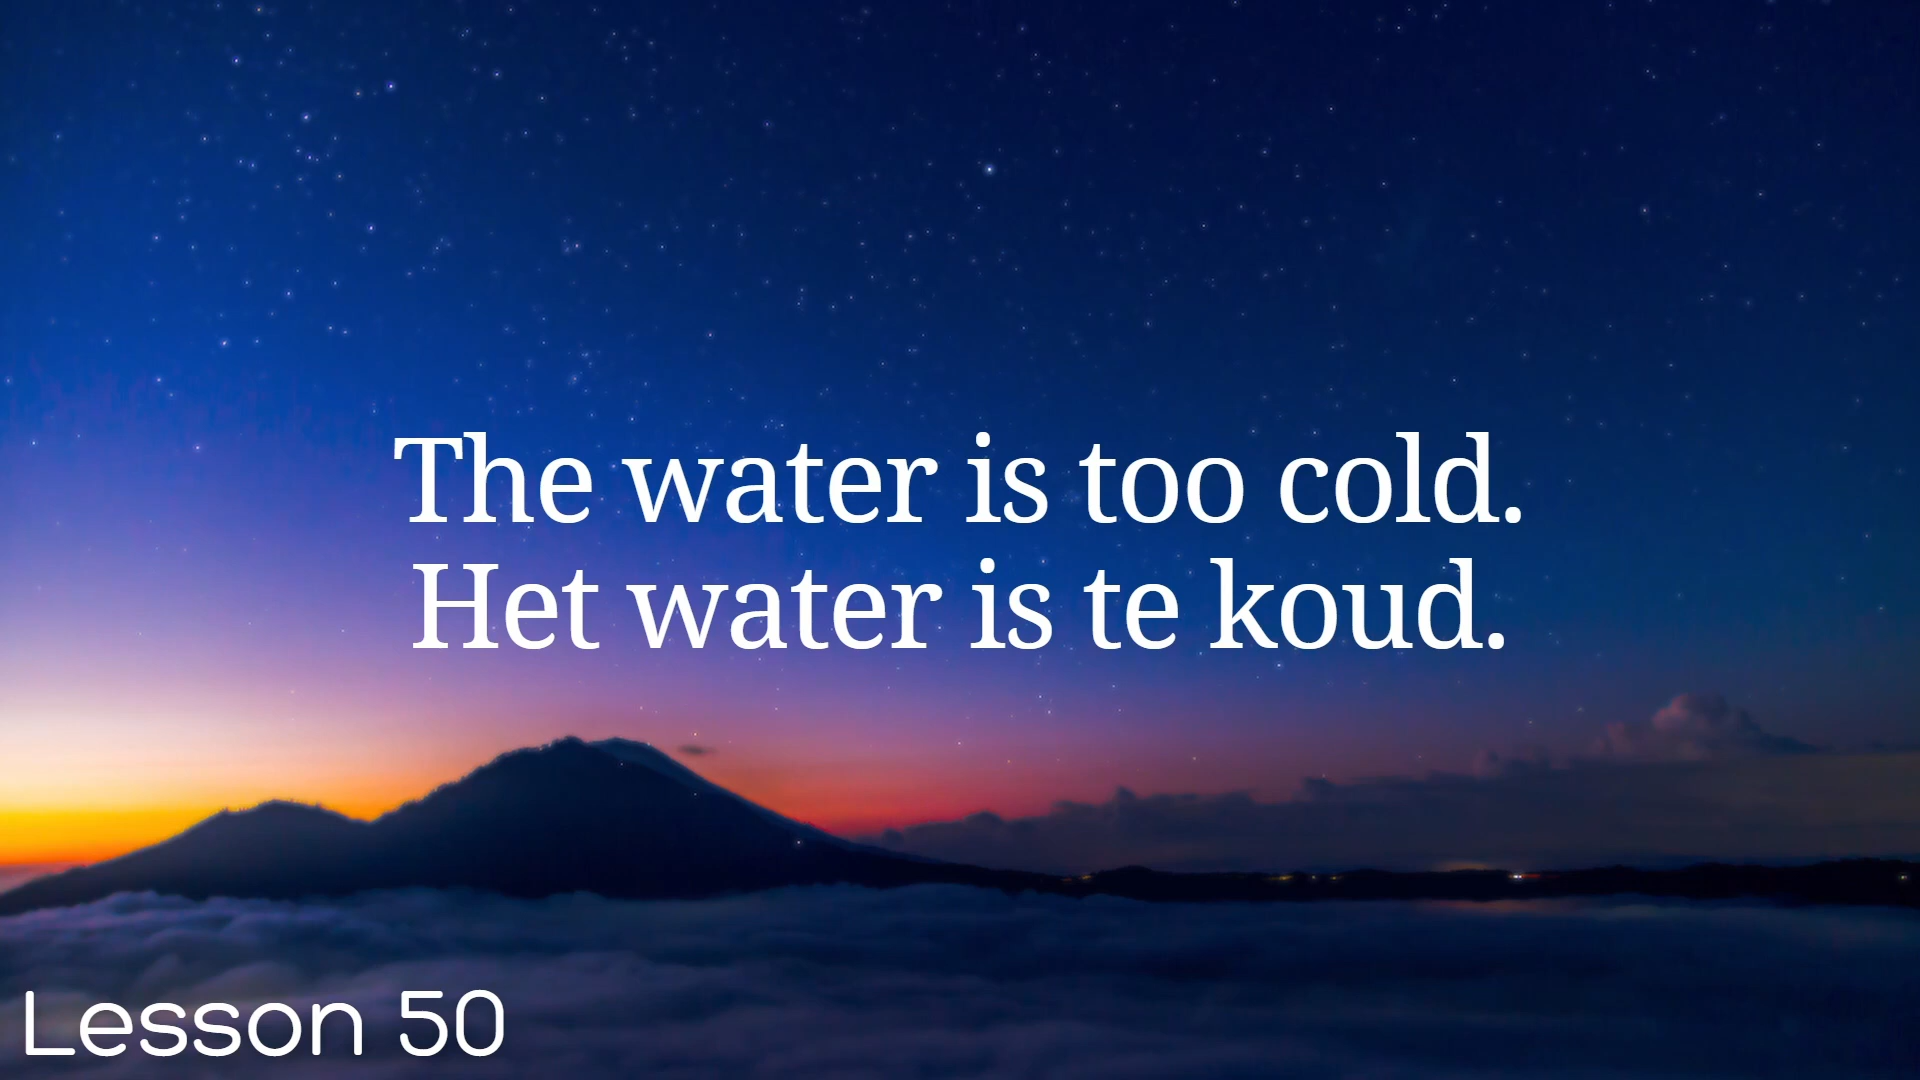 The water is too cold.
Het water is te koud.
Lesson 50